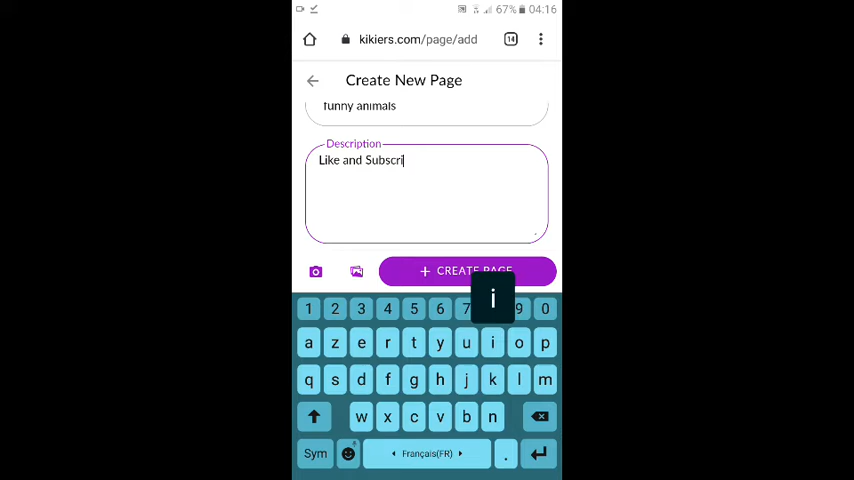 67% 04:16
kikiers.com/page/add 14
Create New Page
funny animals
Description
Like and Subscri
+ CREATE PAGE
i
1 2 3 4 5 6 7 9 0
a z e r t y u i o p
q s d f g h j k l m
w x c v b n
Sym Français(FR) .